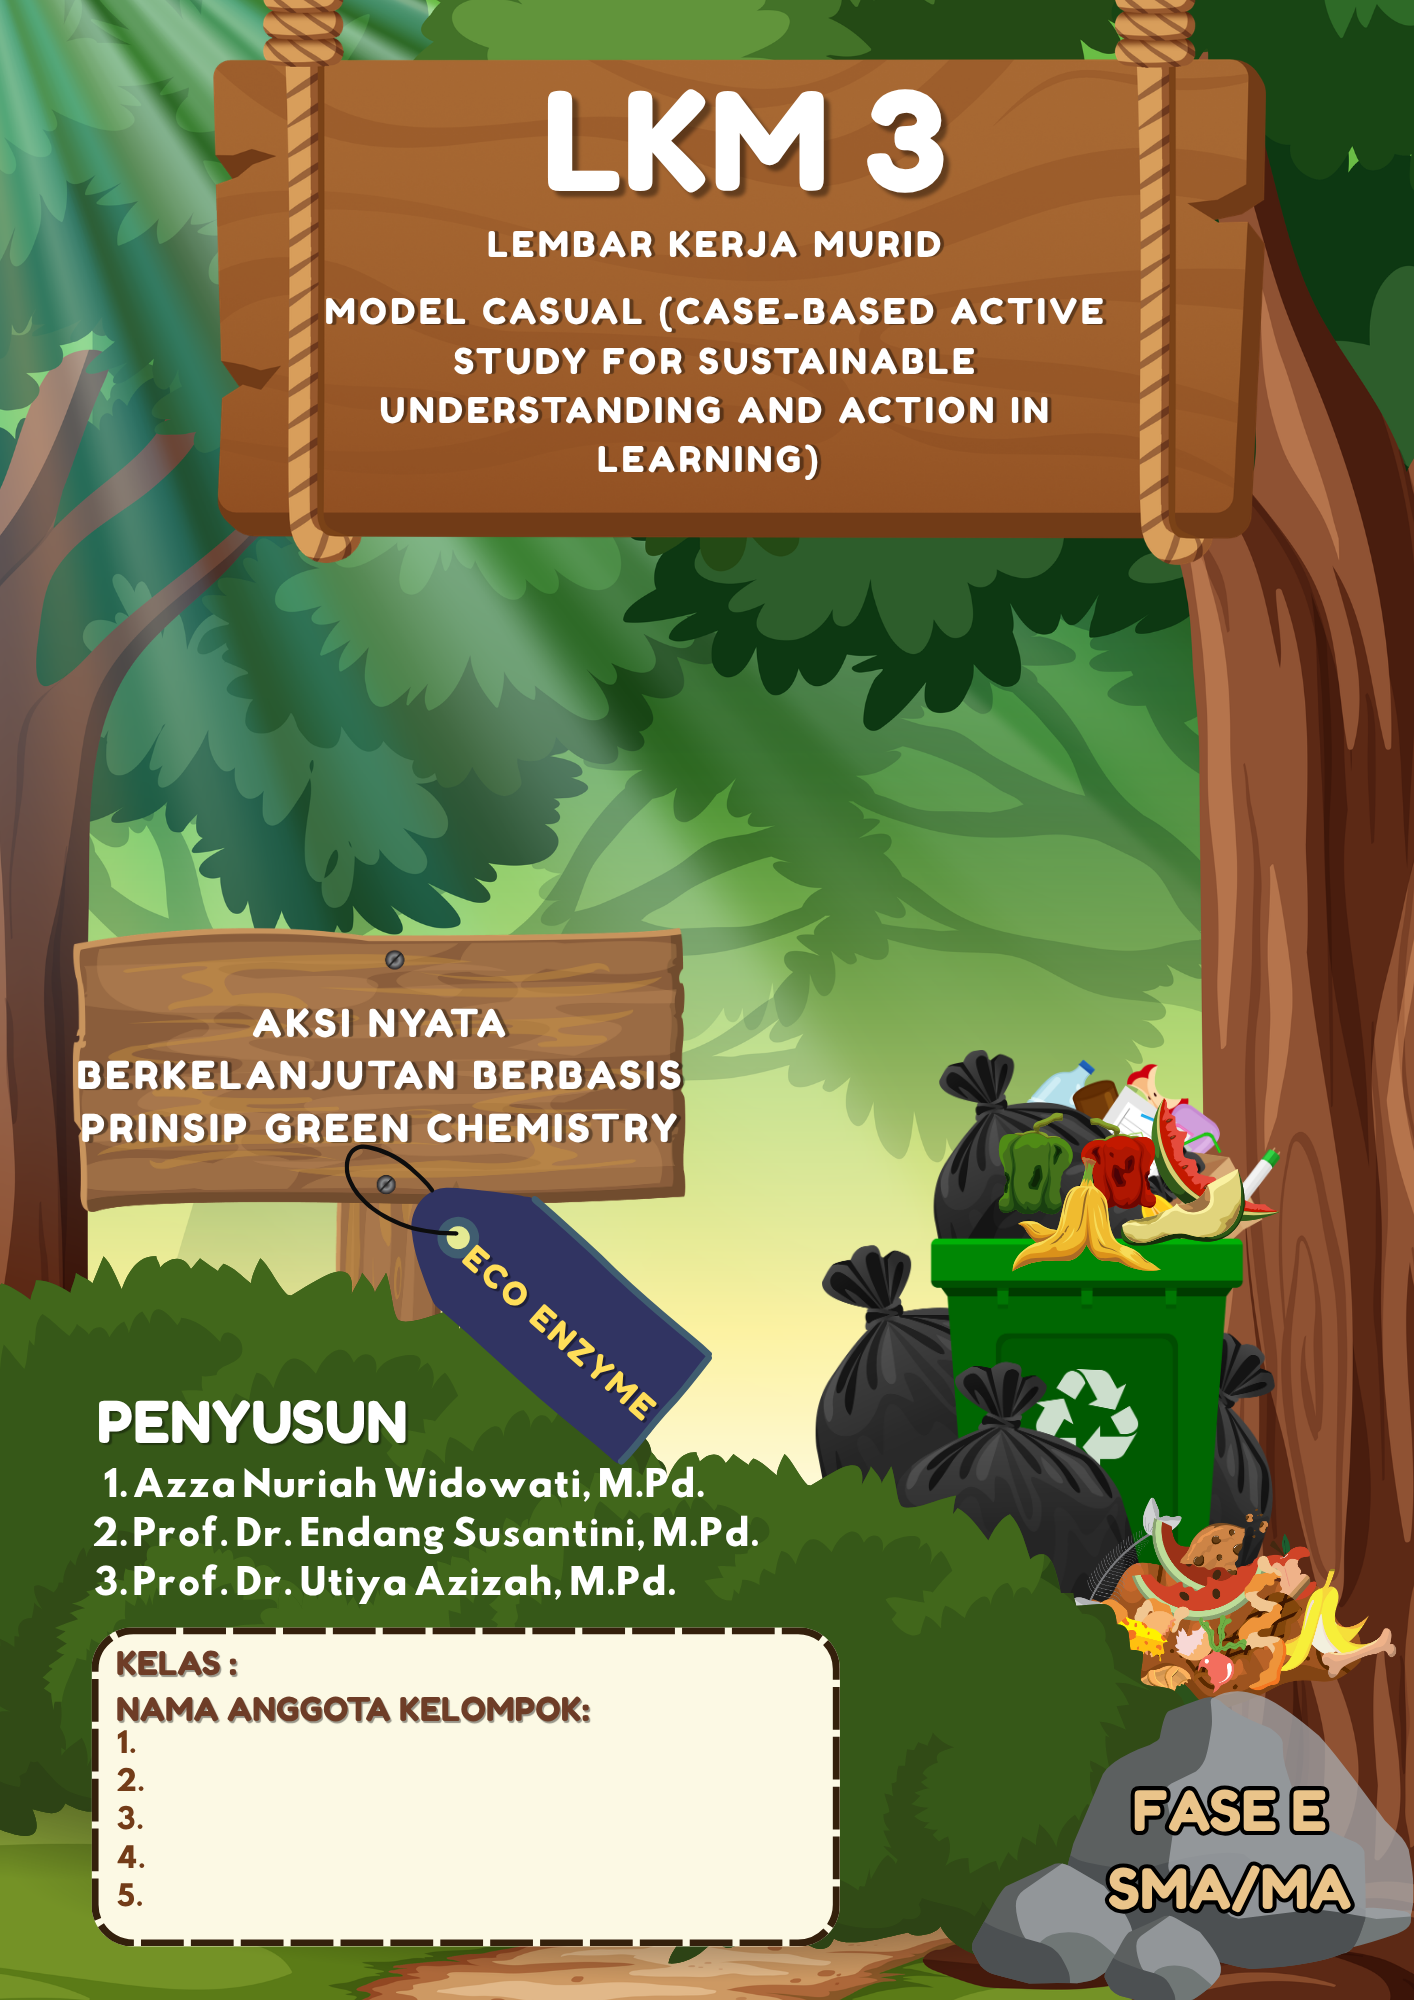 LKM 3
LEMBAR KERJA MURID
MODEL CASUAL (CASE-BASED ACTIVE
STUDY FOR SUSTAINABLE
UNDERSTANDING AND ACTION IN
LEARNING)
AKSI NYATA
BERKELANJUTAN BERBASIS
PRINSIP GREEN CHEMISTRY
ECO ENZYME
PENYUSUN
1. Azza Nuriah Widowati, M.Pd.
2. Prof. Dr. Endang Susantini, M.Pd.
3. Prof. Dr. Utiya Azizah, M.Pd.
KELAS :
NAMA ANGGOTA KELOMPOK:
1.
2.
3.
4.
5.
FASE E
SMA/MA